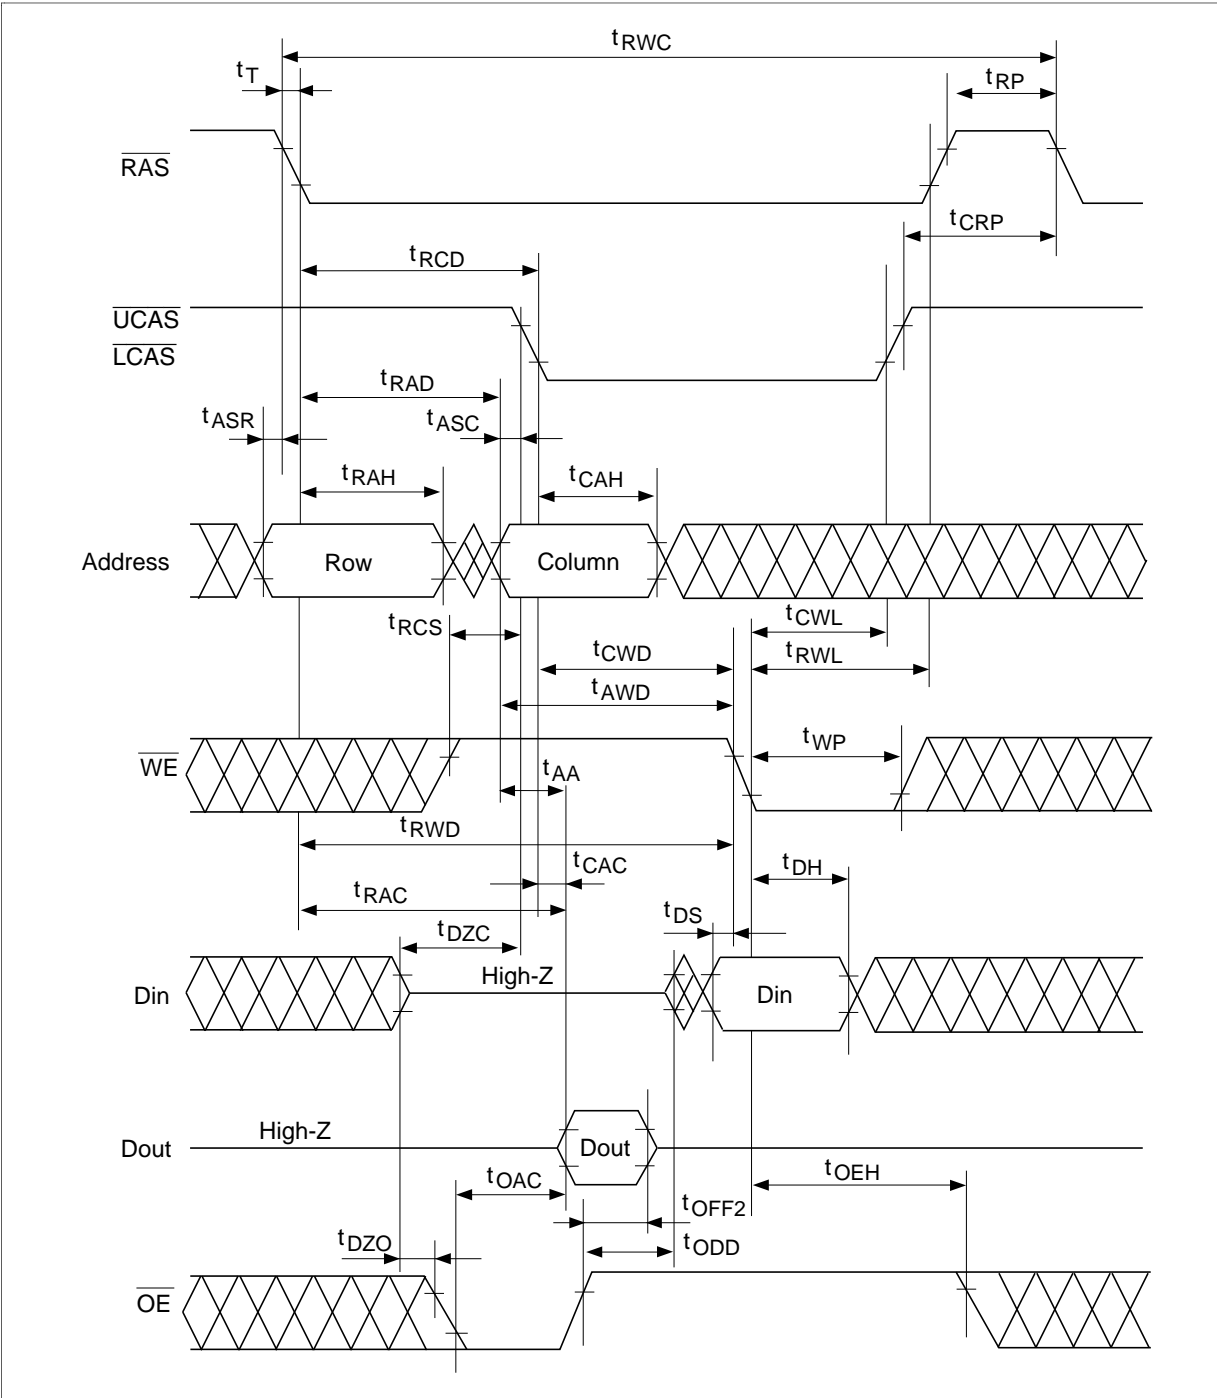 tRWC
tT
tRP
RAS
tCRP
tRCD
UCAS
LCAS
tRAD
tASR
tASC
tRAH
tCAH
Address
Row
Column
tRCS
tCWL
tCWD
tRWL
tAWD
WE
tWP
tAA
tRWD
tCAC
tDH
tRAC
tDS
tDZC
High-Z
Din
Din
High-Z
Dout
Dout
tOAC
tOEH
tOFF2
tDZO
tODD
OE